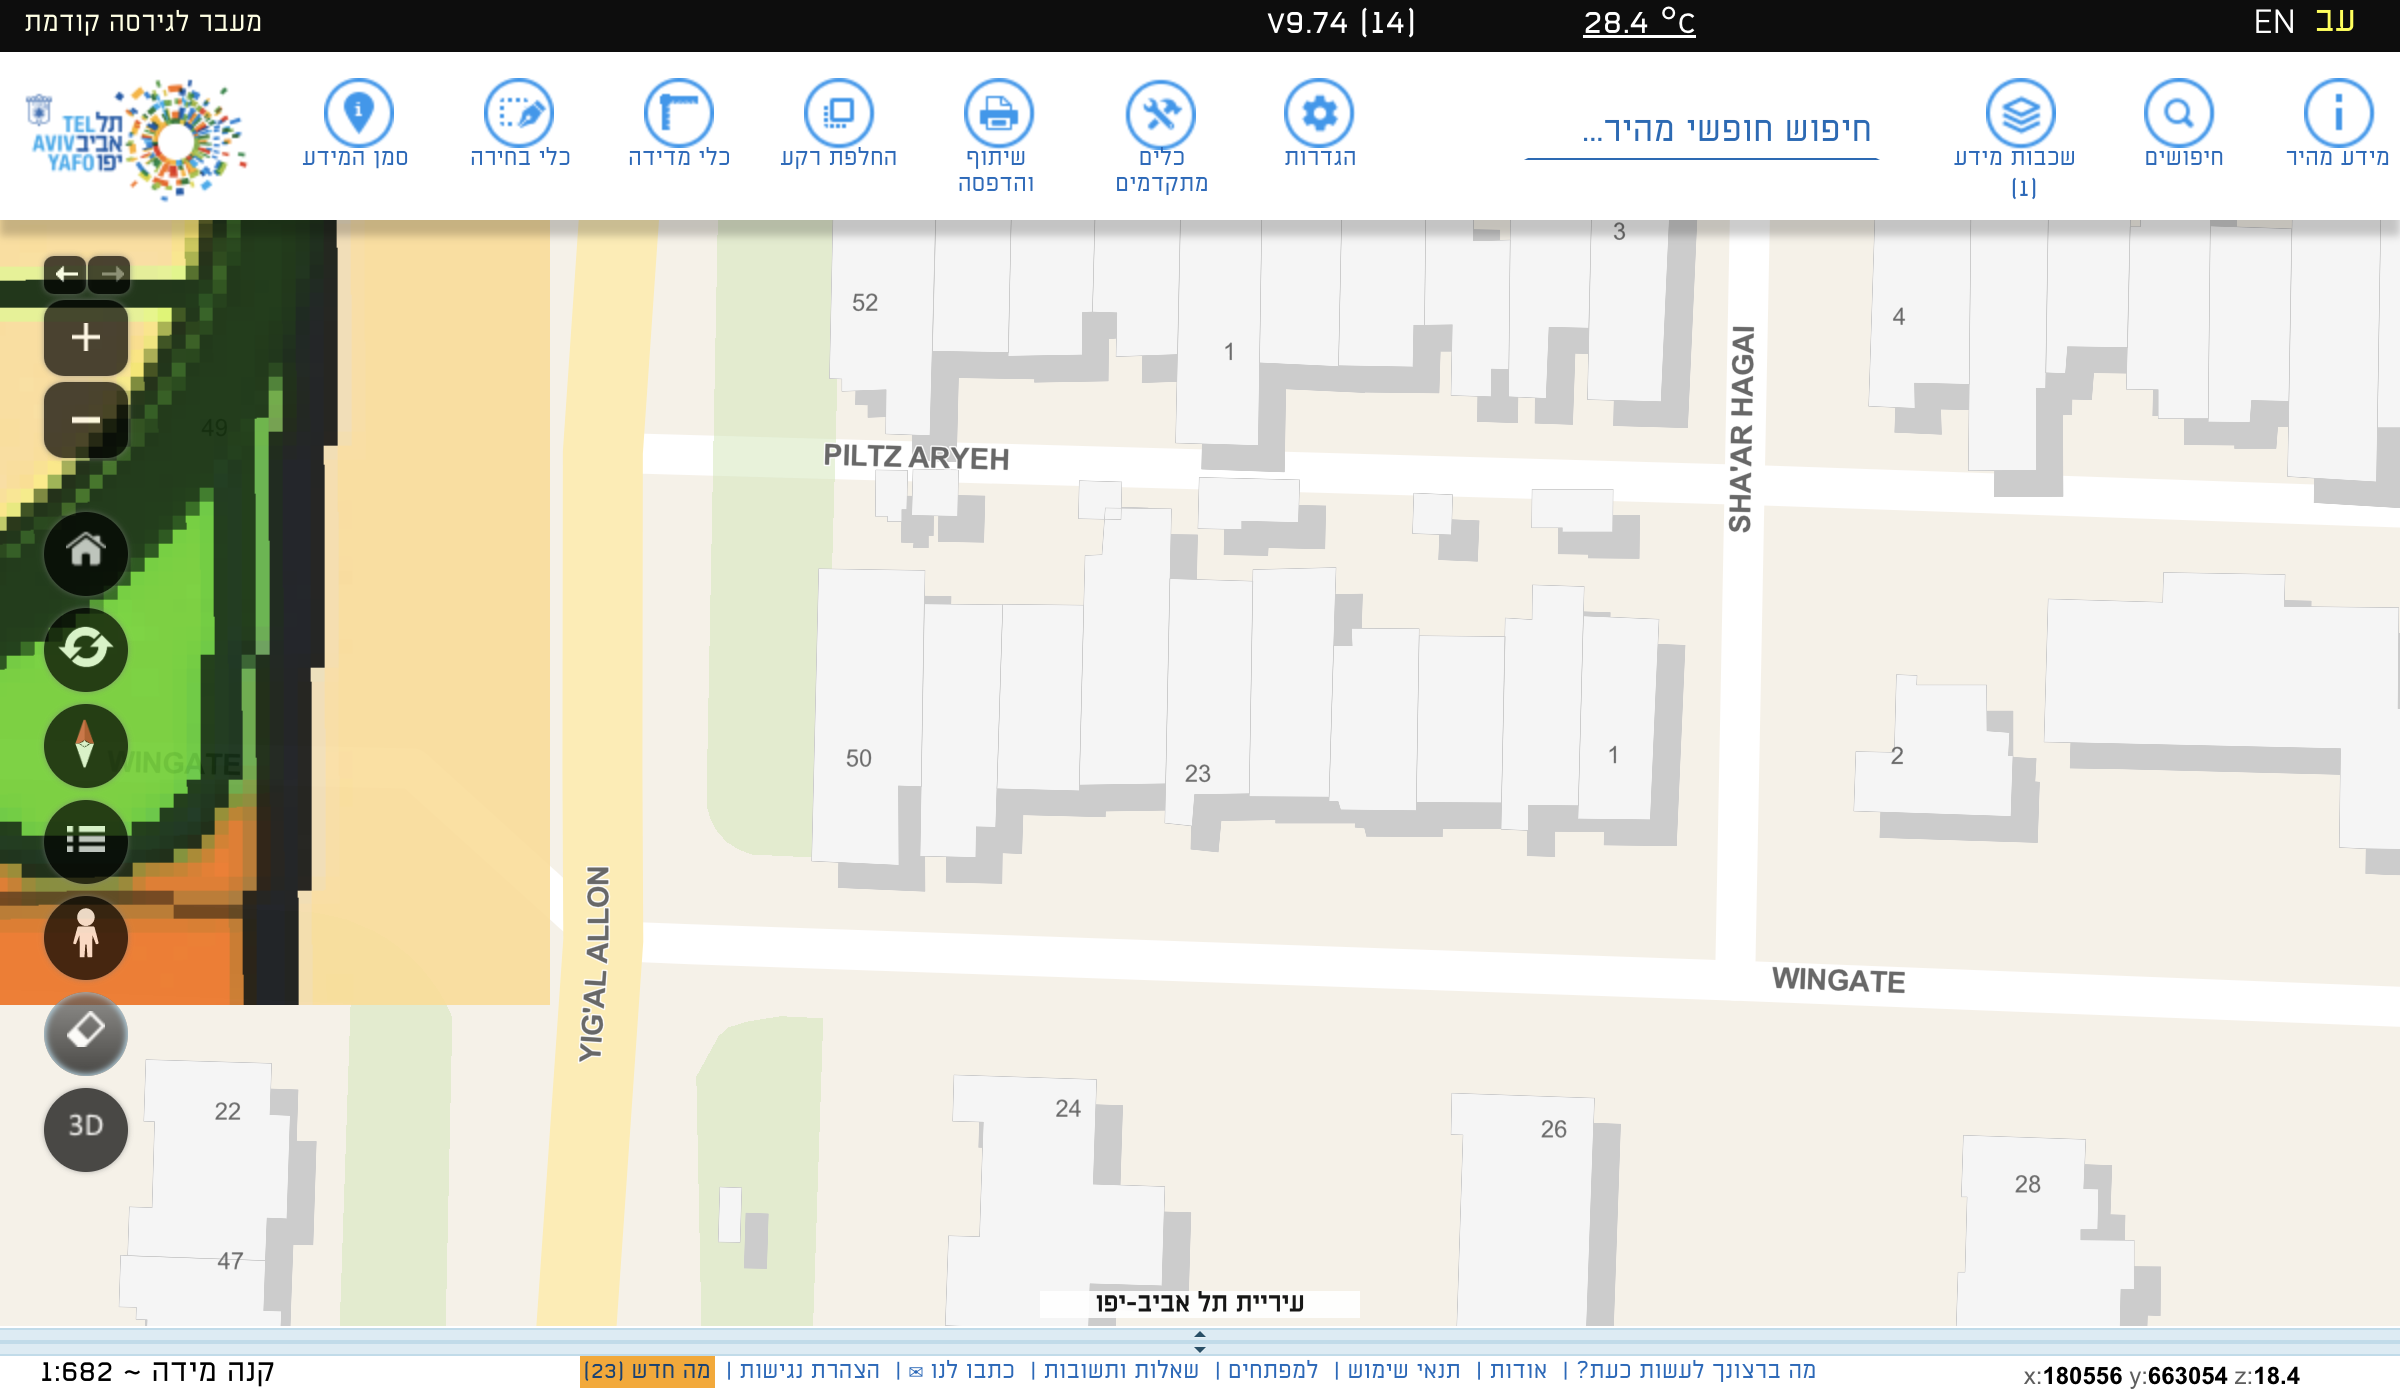 מעבר לגירסה קודמת
V9.74 (14)
28.4 °C
EN
עב
תל אביב יפו
TEL AVIV YAFO
סמן המידע
כלי בחירה
כלי מדידה
החלפת רקע
שיתוף והדפסה
כלים מתקדמים
הגדרות
חיפוש חופשי מהיר...
שכבות מידע (1)
חיפושים
מידע מהיר
3
52
4
1
49
PILTZ ARYEH
SHA'AR HAGAI
WINGATE
50
23
1
2
YIG'AL ALLON
WINGATE
22
24
26
28
47
3D
עיריית תל אביב-יפו
קנה מידה ~ 1:682
מה ברצונך לעשות כעת? | אודות | תנאי שימוש | למפתחים | שאלות ותשובות | כתבו לנו ✉ | הצהרת נגישות | מה חדש (23)
x:180556 y:663054 z:18.4